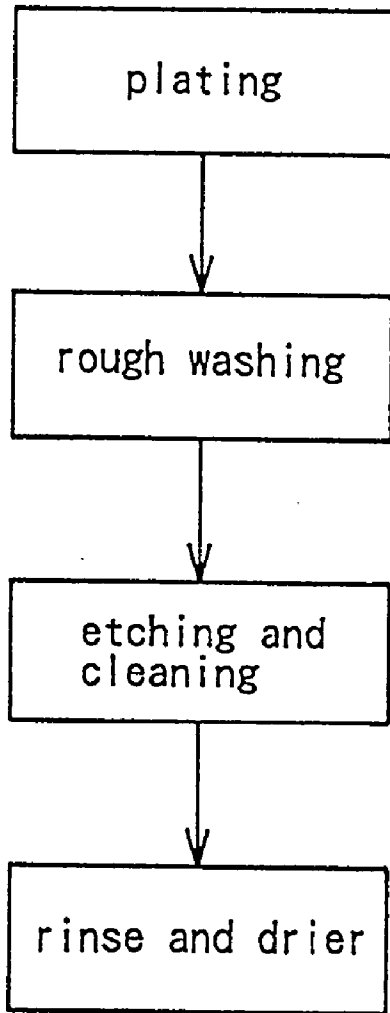 plating
rough washing
etching and
cleaning
rinse and drier